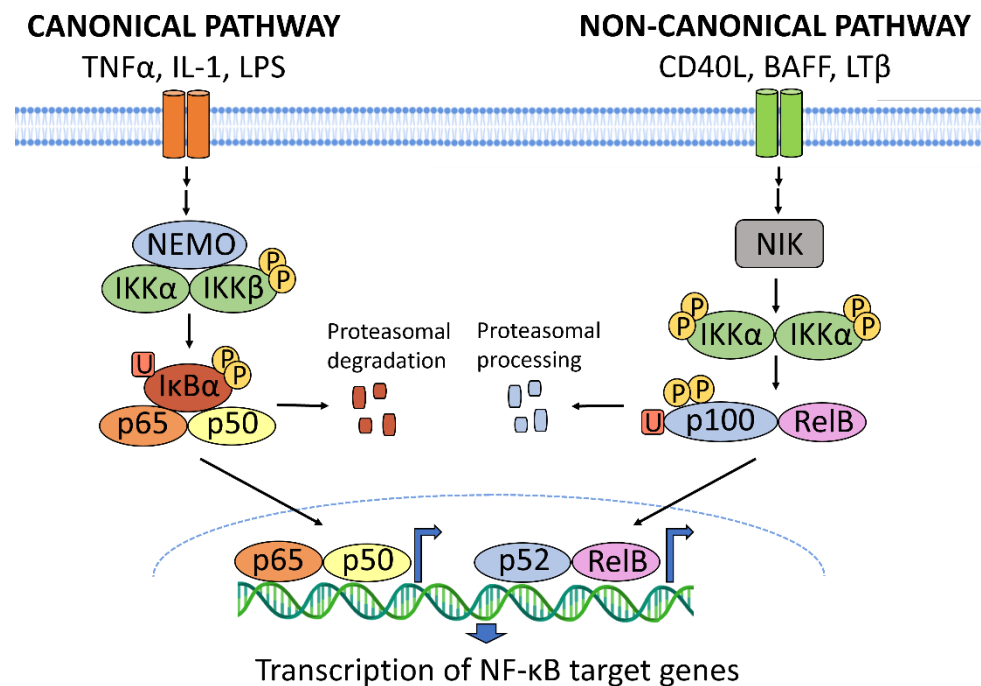 CANONICAL PATHWAY
TNFα, IL-1, LPS
NON-CANONICAL PATHWAY
CD40L, BAFF, LTβ
NEMO
IKKα
IKKβ
P
P
U
IκBα
P
P
p65
p50
Proteasomal
degradation
Proteasomal
processing
NIK
P
P
IKKα
IKKα
P
P
P
P
U
p100
RelB
p65
p50
p52
RelB
Transcription of NF-κB target genes